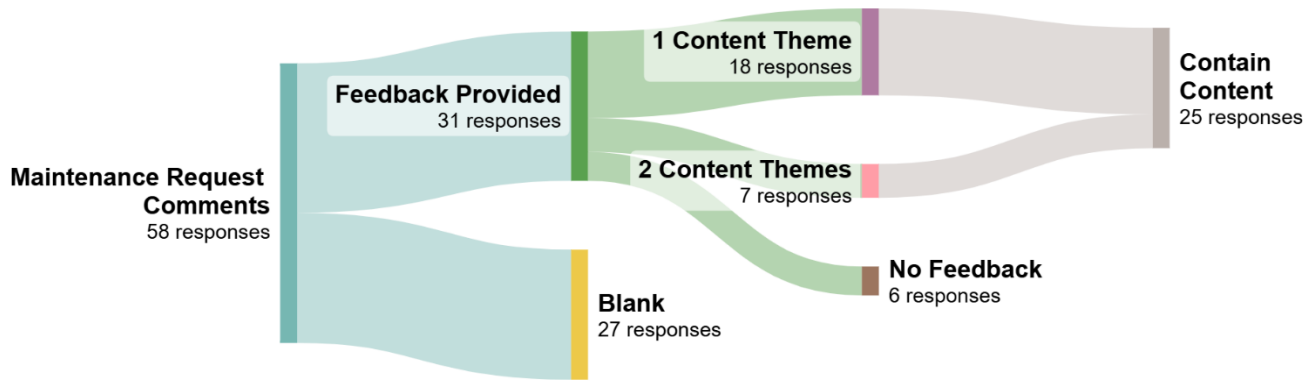 Maintenance Request
Comments
58 responses
Feedback Provided
31 responses
Blank
27 responses
1 Content Theme
18 responses
2 Content Themes
7 responses
No Feedback
6 responses
Contain
Content
25 responses